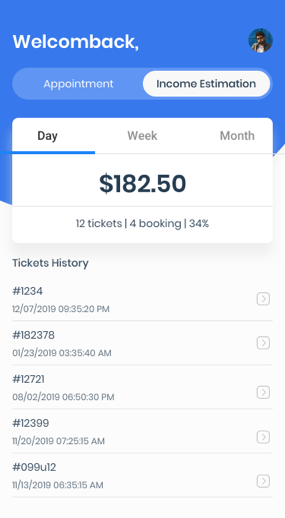 Welcomback,
Appointment Income Estimation
Day Week Month
$182.50
12 tickets | 4 booking | 34%
Tickets History
#1234
12/07/2019 09:35:20 PM
#182378
01/23/2019 03:35:40 AM
#12721
08/02/2019 06:50:30 PM
#12399
11/20/2019 07:25:15 AM
#099u12
11/13/2019 06:35:15 AM